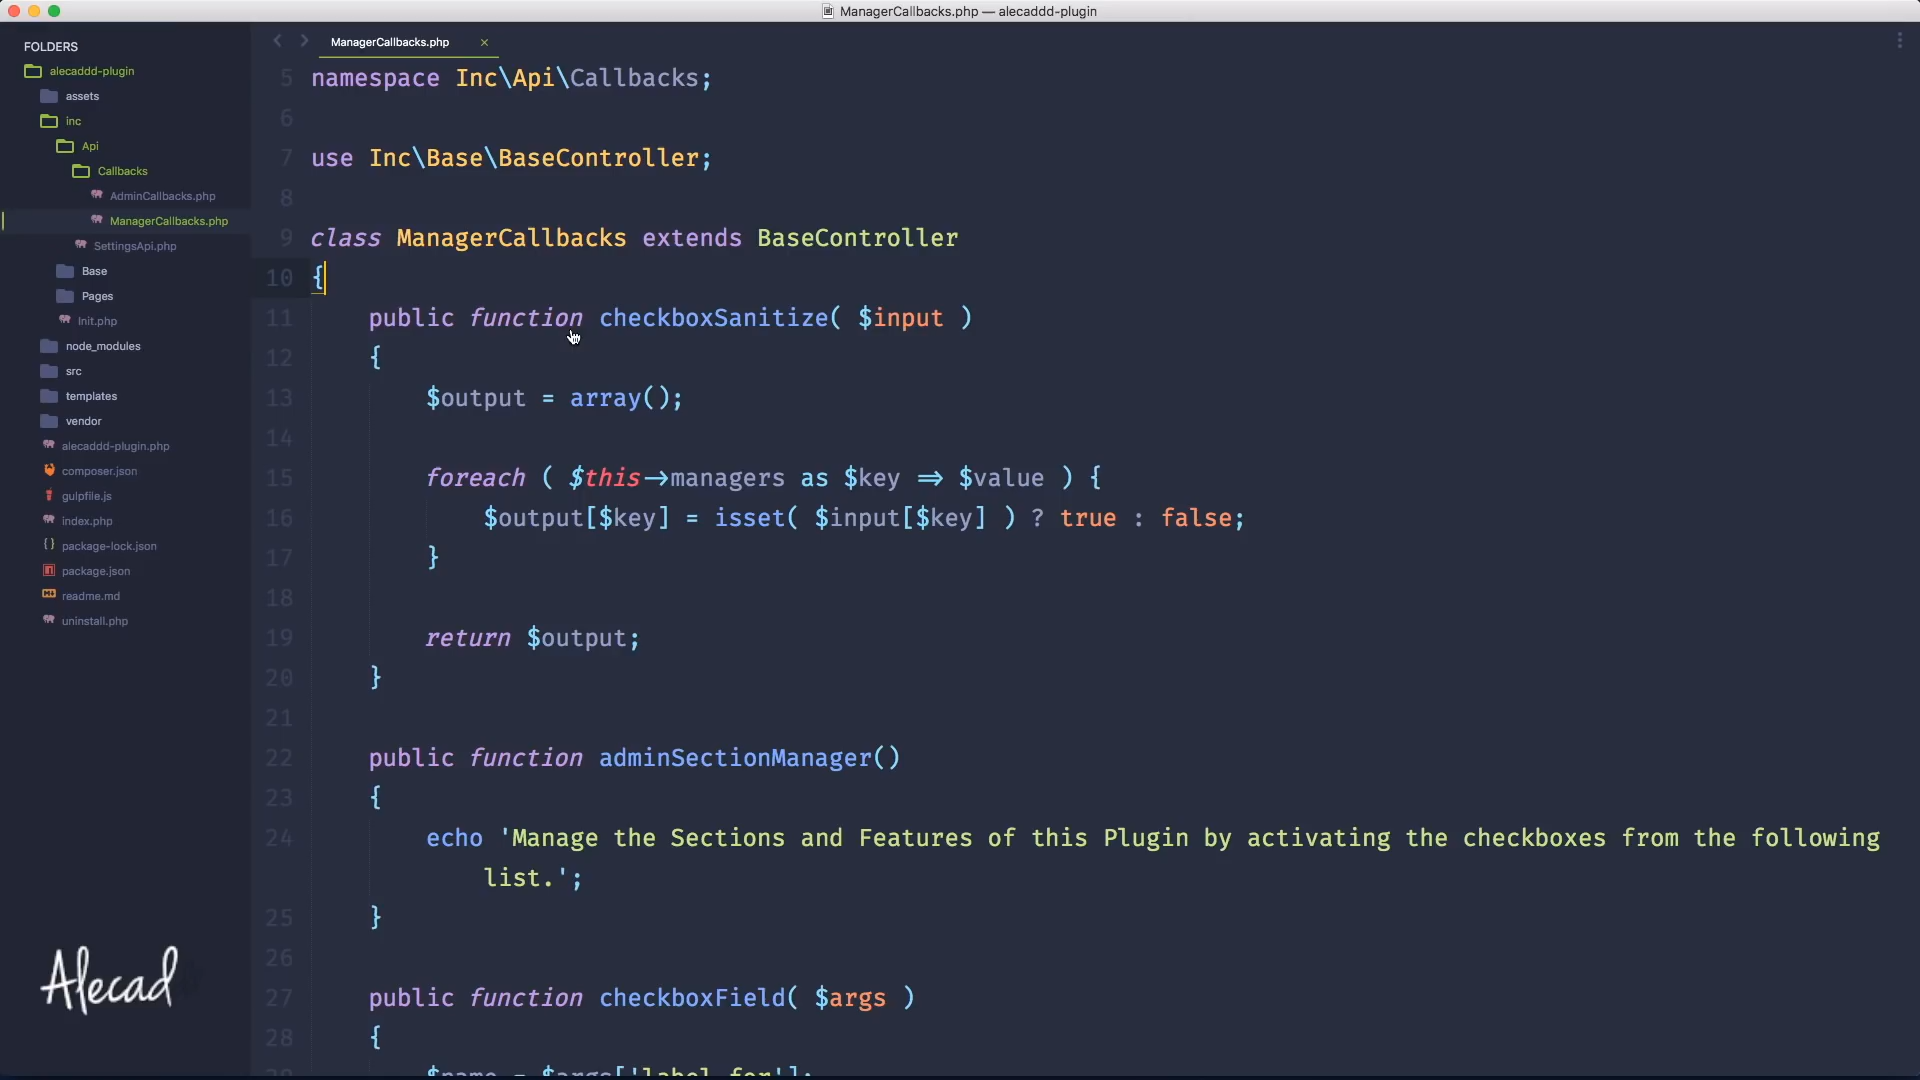 ManagerCallbacks.php — alecaddd-plugin
FOLDERS
alecaddd-plugin
assets
inc
Api
Callbacks
AdminCallbacks.php
ManagerCallbacks.php
SettingsApi.php
Base
Pages
Init.php
node_modules
src
templates
vendor
alecaddd-plugin.php
composer.json
gulpfile.js
index.php
package-lock.json
package.json
readme.md
uninstall.php
Alecad
ManagerCallbacks.php ×
5 namespace Inc\Api\Callbacks;
6
7 use Inc\Base\BaseController;
8
9 class ManagerCallbacks extends BaseController
10 {
11 public function checkboxSanitize( $input )
12 {
13 $output = array();
14
15 foreach ( $this->managers as $key => $value ) {
16 $output[$key] = isset( $input[$key] ) ? true : false;
17 }
18
19 return $output;
20 }
21
22 public function adminSectionManager()
23 {
24 echo 'Manage the Sections and Features of this Plugin by activating the checkboxes from the following
list.';
25 }
26
27 public function checkboxField( $args )
28 {
29 $name = $args['label_for'];